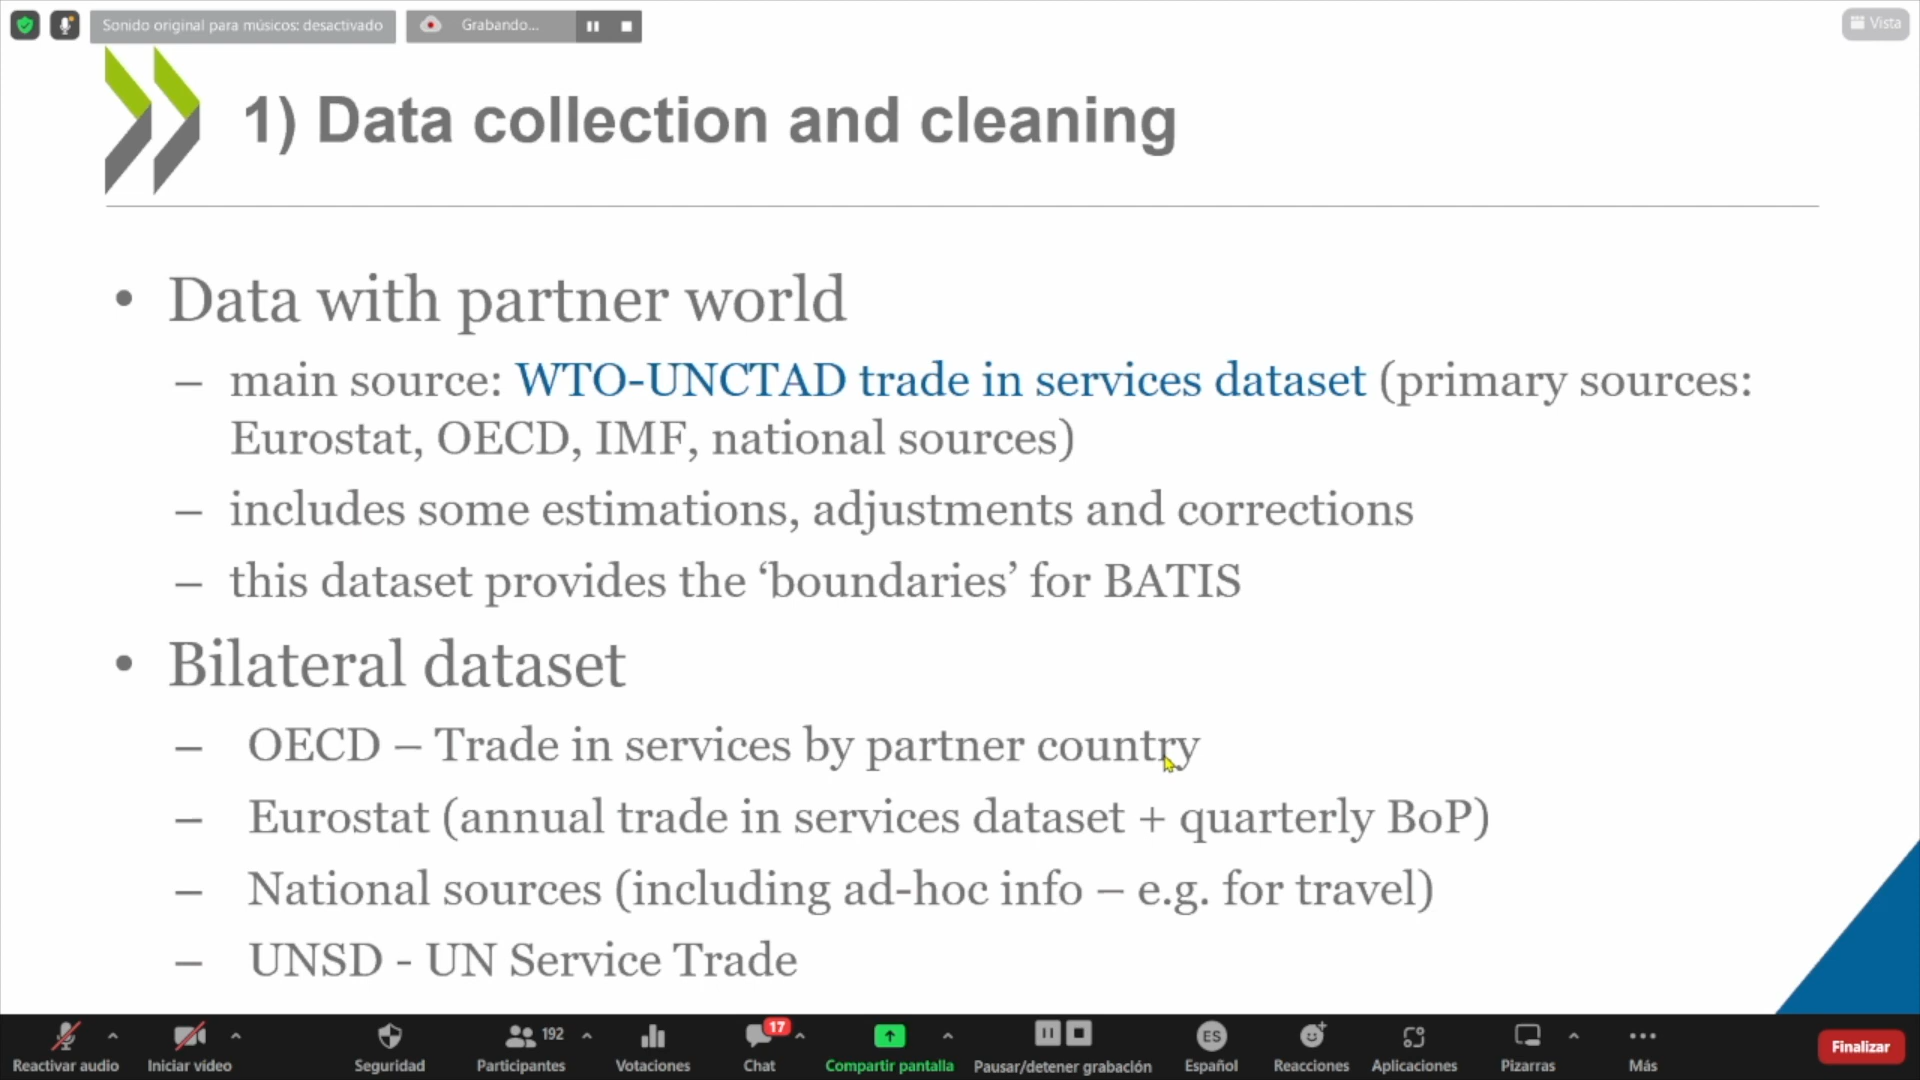 Sonido original para músicos: desactivado
Grabando...
Vista
1) Data collection and cleaning
• Data with partner world
– main source: WTO-UNCTAD trade in services dataset (primary sources:
Eurostat, OECD, IMF, national sources)
– includes some estimations, adjustments and corrections
– this dataset provides the ‘boundaries’ for BATIS
• Bilateral dataset
– OECD – Trade in services by partner country
– Eurostat (annual trade in services dataset + quarterly BoP)
– National sources (including ad-hoc info – e.g. for travel)
– UNSD - UN Service Trade
192
17
ES
Reactivar audio
Iniciar vídeo
Seguridad
Participantes
Votaciones
Chat
Compartir pantalla
Pausar/detener grabación
Español
Reacciones
Aplicaciones
Pizarras
Más
Finalizar